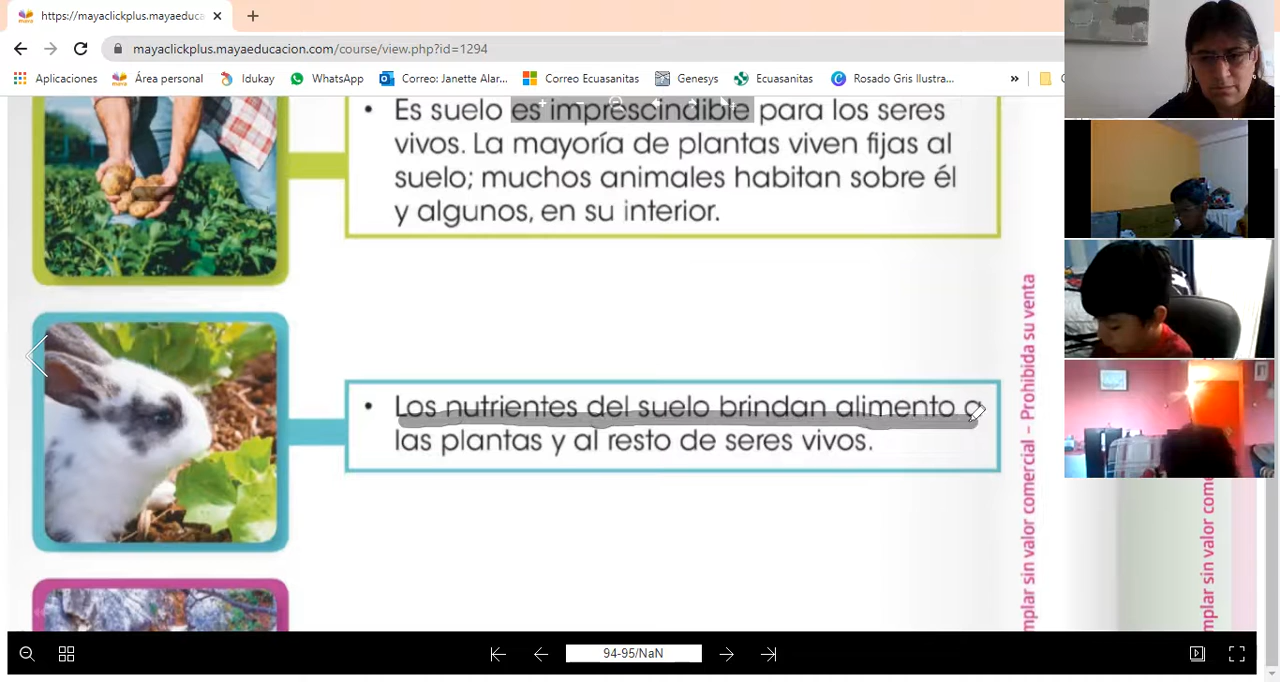 https://mayaclickplus.mayaeduca
mayaclickplus.mayaeducacion.com/course/view.php?id=1294
Aplicaciones
Área personal
Idukay
WhatsApp
Correo: Janette Alar...
Correo Ecuasanitas
Genesys
Ecuasanitas
Rosado Gris Ilustra...
»
• Es suelo es imprescindible para los seres
vivos. La mayoría de plantas viven fijas al
suelo; muchos animales habitan sobre él
y algunos, en su interior.
• Los nutrientes del suelo brindan alimento a
las plantas y al resto de seres vivos.
mplar sin valor comercial – Prohibida su venta
mplar sin valor come
94-95/NaN